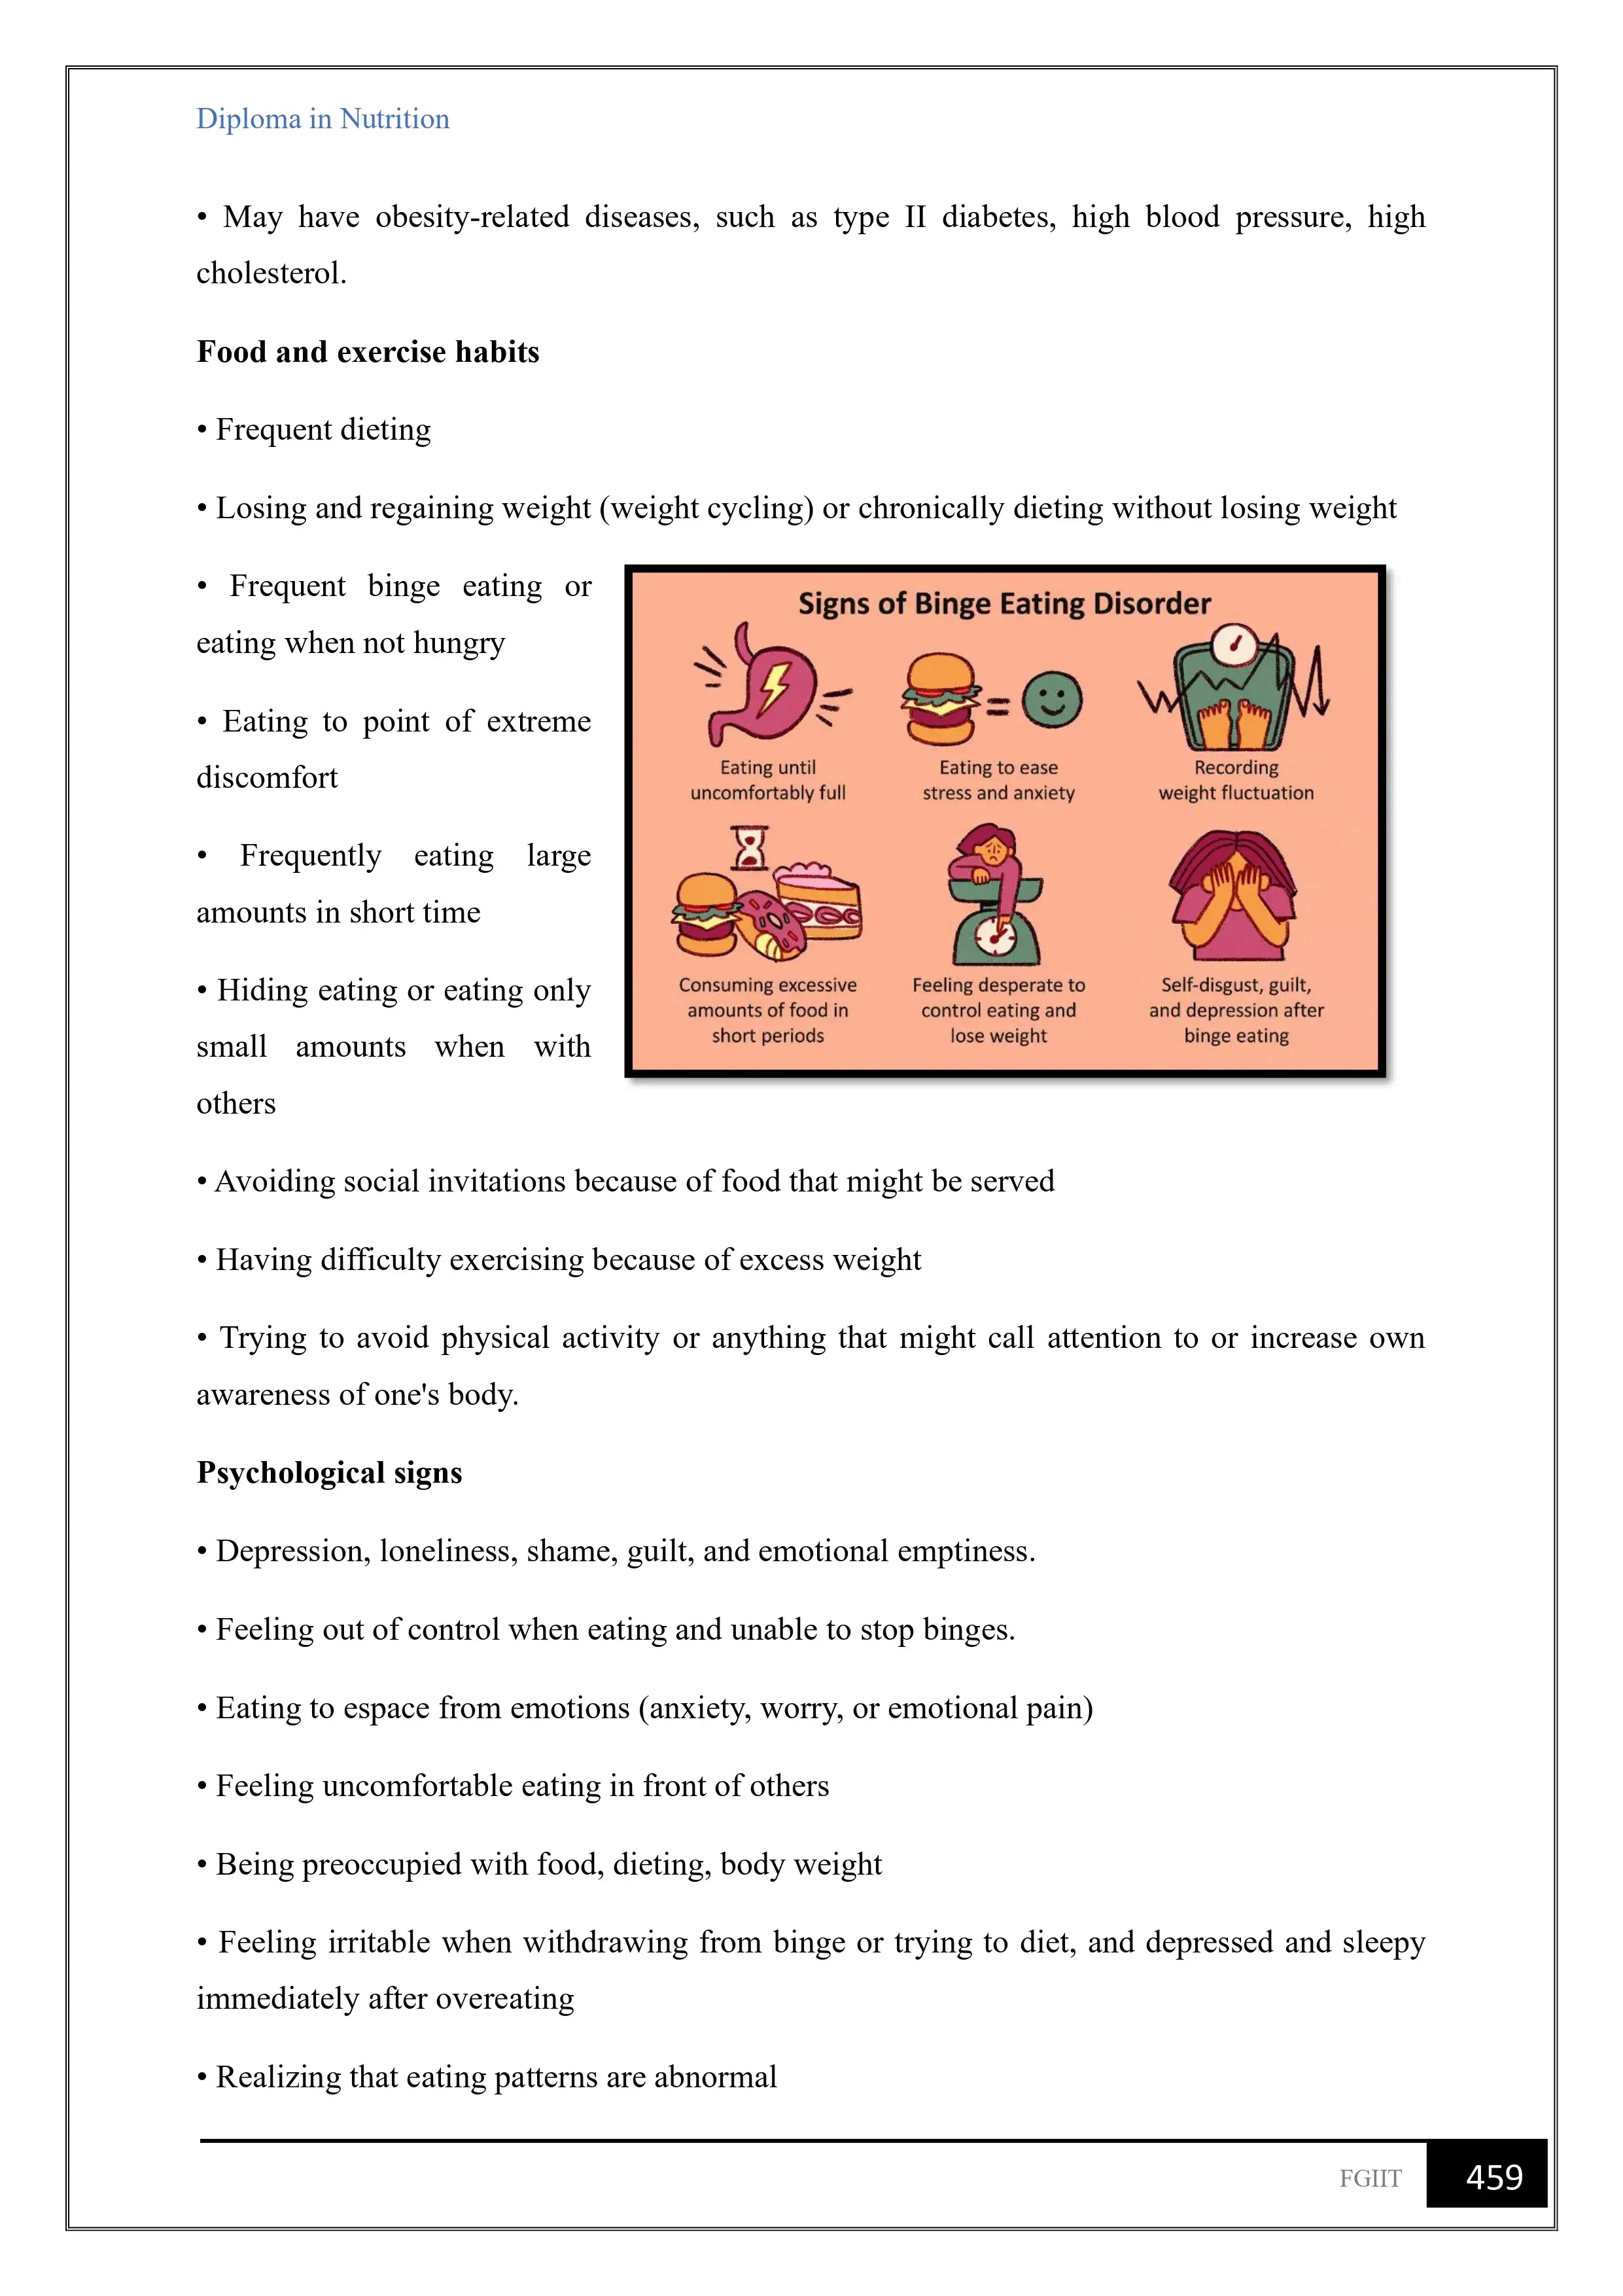 Diploma in Nutrition
• May have obesity-related diseases, such as type II diabetes, high blood pressure, high
cholesterol.
Food and exercise habits
• Frequent dieting
• Losing and regaining weight (weight cycling) or chronically dieting without losing weight
• Frequent binge eating or
eating when not hungry
• Eating to point of extreme
discomfort
• Frequently eating large
amounts in short time
• Hiding eating or eating only
small amounts when with
others
Signs of Binge Eating Disorder
Eating until
uncomfortably full
Eating to ease
stress and anxiety
Recording
weight fluctuation
Consuming excessive
amounts of food in
short periods
Feeling desperate to
control eating and
lose weight
Self-disgust, guilt,
and depression after
binge eating
• Avoiding social invitations because of food that might be served
• Having difficulty exercising because of excess weight
• Trying to avoid physical activity or anything that might call attention to or increase own
awareness of one's body.
Psychological signs
• Depression, loneliness, shame, guilt, and emotional emptiness.
• Feeling out of control when eating and unable to stop binges.
• Eating to espace from emotions (anxiety, worry, or emotional pain)
• Feeling uncomfortable eating in front of others
• Being preoccupied with food, dieting, body weight
• Feeling irritable when withdrawing from binge or trying to diet, and depressed and sleepy
immediately after overeating
• Realizing that eating patterns are abnormal
FGIIT 459